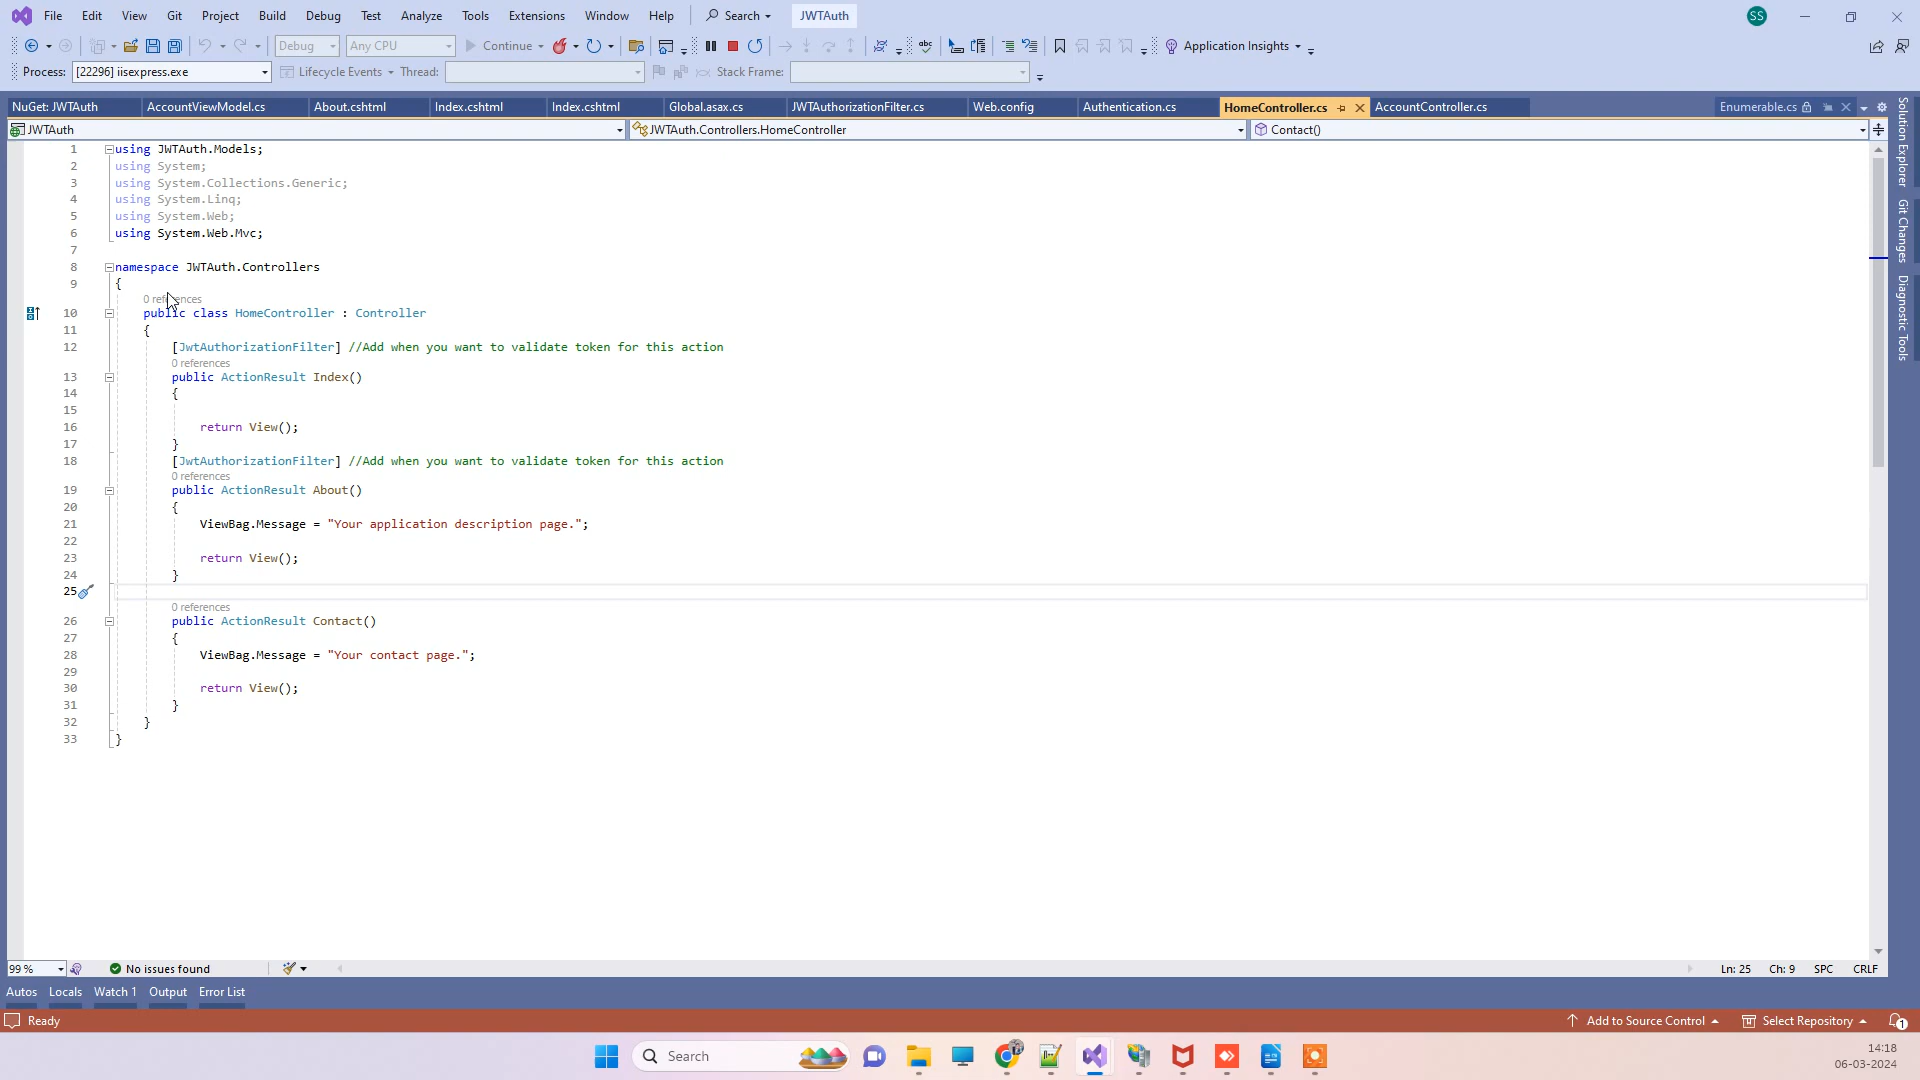 File Edit View Git Project Build Debug Test Analyze Tools Extensions Window Help Search JWTAuth SS
Debug Any CPU Continue Application Insights
Process: [22296] iisexpress.exe Lifecycle Events Thread: Stack Frame:
NuGet: JWTAuth AccountViewModel.cs About.cshtml Index.cshtml Index.cshtml Global.asax.cs JWTAuthorizationFilter.cs Web.config Authentication.cs HomeController.cs AccountController.cs Enumerable.cs
JWTAuth JWTAuth.Controllers.HomeController Contact()
1 using JWTAuth.Models;
2 using System;
3 using System.Collections.Generic;
4 using System.Linq;
5 using System.Web;
6 using System.Web.Mvc;
7
8 namespace JWTAuth.Controllers
9 {
0 references
10 public class HomeController : Controller
11 {
12 [JwtAuthorizationFilter] //Add when you want to validate token for this action
0 references
13 public ActionResult Index()
14 {
15
16 return View();
17 }
18 [JwtAuthorizationFilter] //Add when you want to validate token for this action
0 references
19 public ActionResult About()
20 {
21 ViewBag.Message = "Your application description page.";
22
23 return View();
24 }
25
0 references
26 public ActionResult Contact()
27 {
28 ViewBag.Message = "Your contact page.";
29
30 return View();
31 }
32 }
33 }
Solution Explorer
Git Changes
Diagnostic Tools
99 % No issues found Ln: 25 Ch: 9 SPC CRLF
Autos Locals Watch 1 Output Error List
Ready Add to Source Control Select Repository 1
Search
14:18
06-03-2024